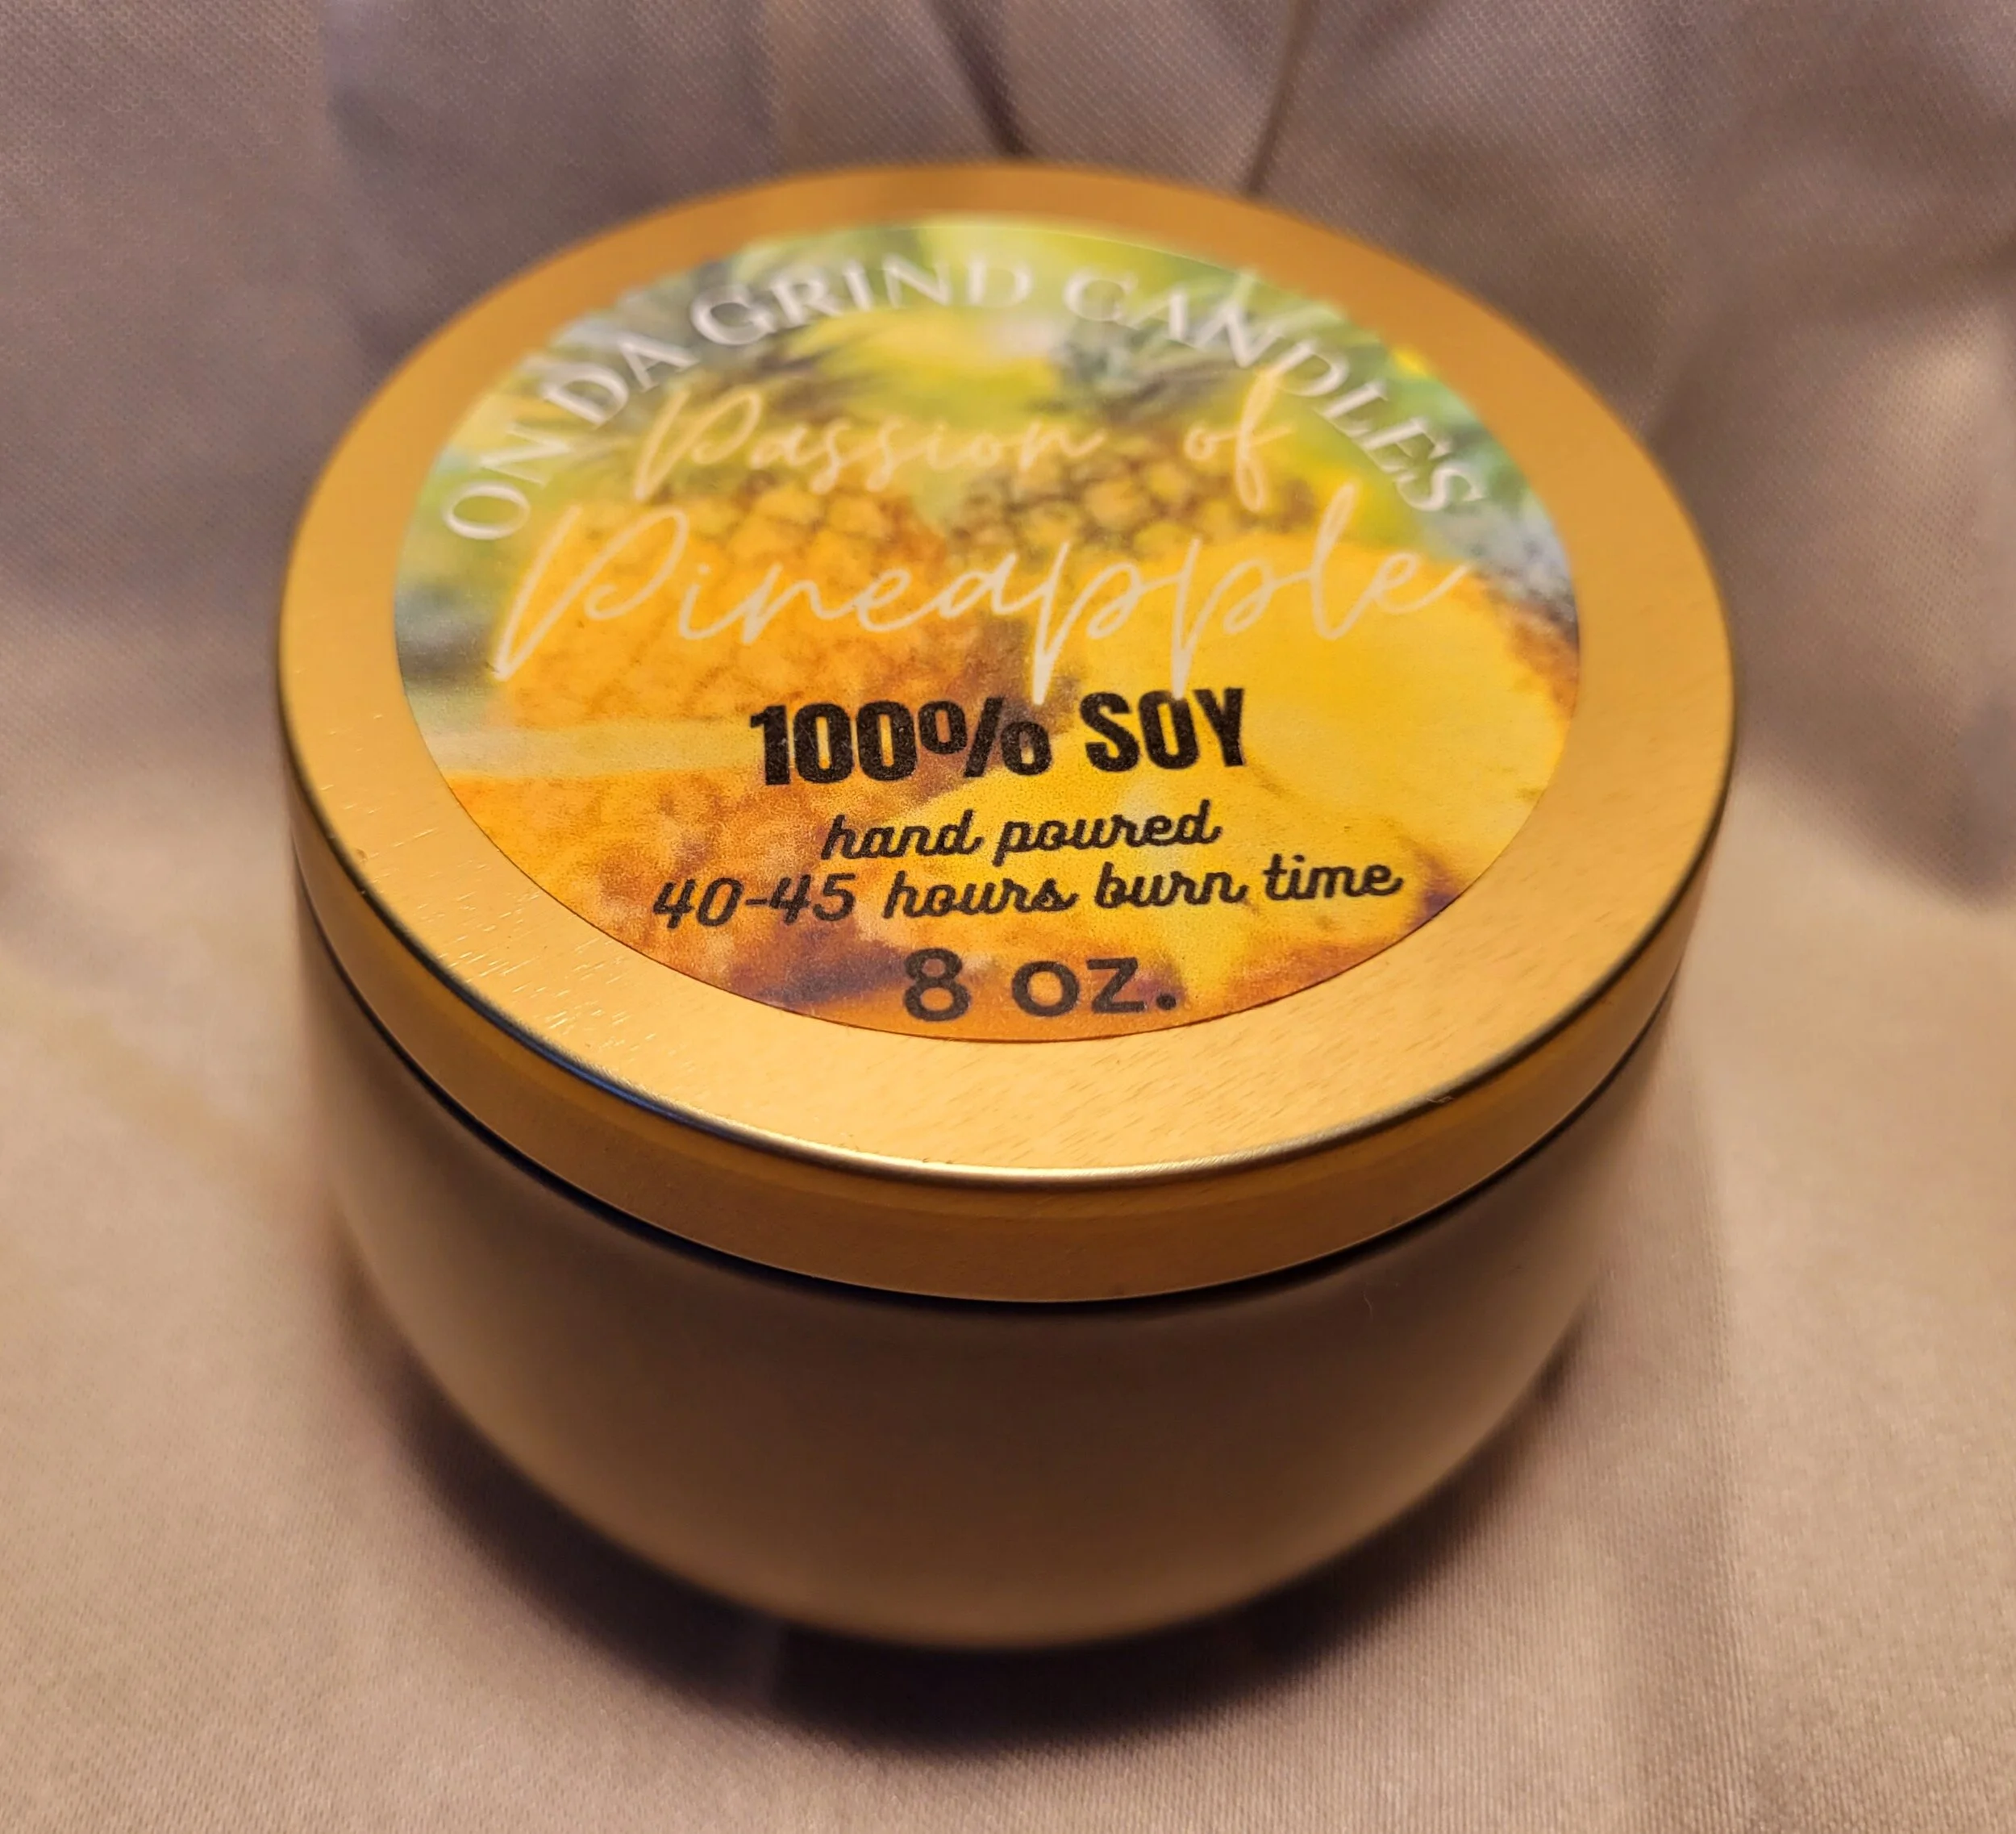 ON DA GRIND CANDLES
Passion of
Pineapple
100% SOY
hand poured
40-45 hours burn time
8 oz.